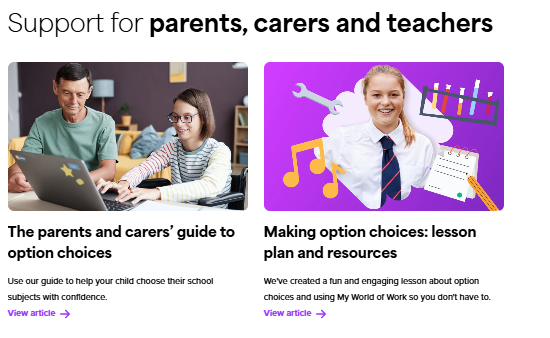 Support for parents, carers and teachers
The parents and carers’ guide to
option choices
Use our guide to help your child choose their school
subjects with confidence.
View article
Making option choices: lesson
plan and resources
We've created a fun and engaging lesson about option
choices and using My World of Work so you don't have to.
View article